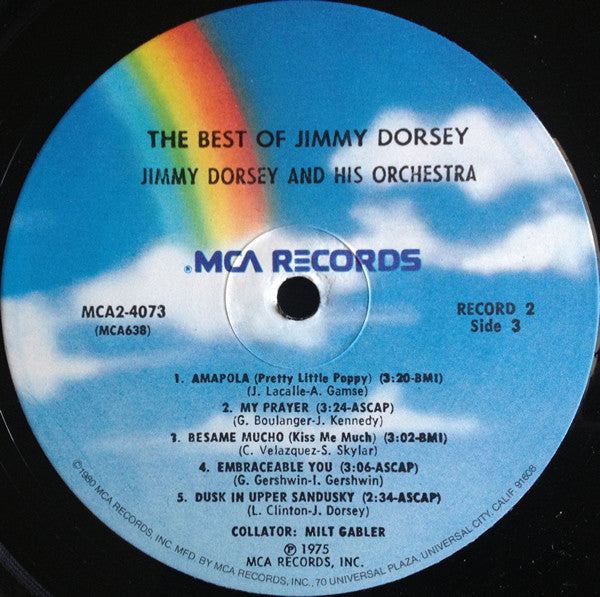 THE BEST OF JIMMY DORSEY
JIMMY DORSEY AND HIS ORCHESTRA
®MCA RECORDS
MCA2-4073
(MCA638)
RECORD 2
Side 3
1. AMAPOLA (Pretty Little Poppy) (3:20-BMI)
(J. Lacalle-A. Gamse)
2. MY PRAYER (3:24-ASCAP)
(G. Boulanger-J. Kennedy)
3. BESAME MUCHO (Kiss Me Much) (3:02-BMI)
(C. Velazquez-S. Skylar)
4. EMBRACEABLE YOU (3:06-ASCAP)
(G. Gershwin-I. Gershwin)
5. DUSK IN UPPER SANDUSKY (2:34-ASCAP)
(L. Clinton-J. Dorsey)
COLLATOR: MILT GABLER
℗ 1975
MCA RECORDS, INC.
©1980 MCA RECORDS, INC. MFD. BY MCA RECORDS, INC., 70 UNIVERSAL PLAZA, UNIVERSAL CITY, CALIF. 91608